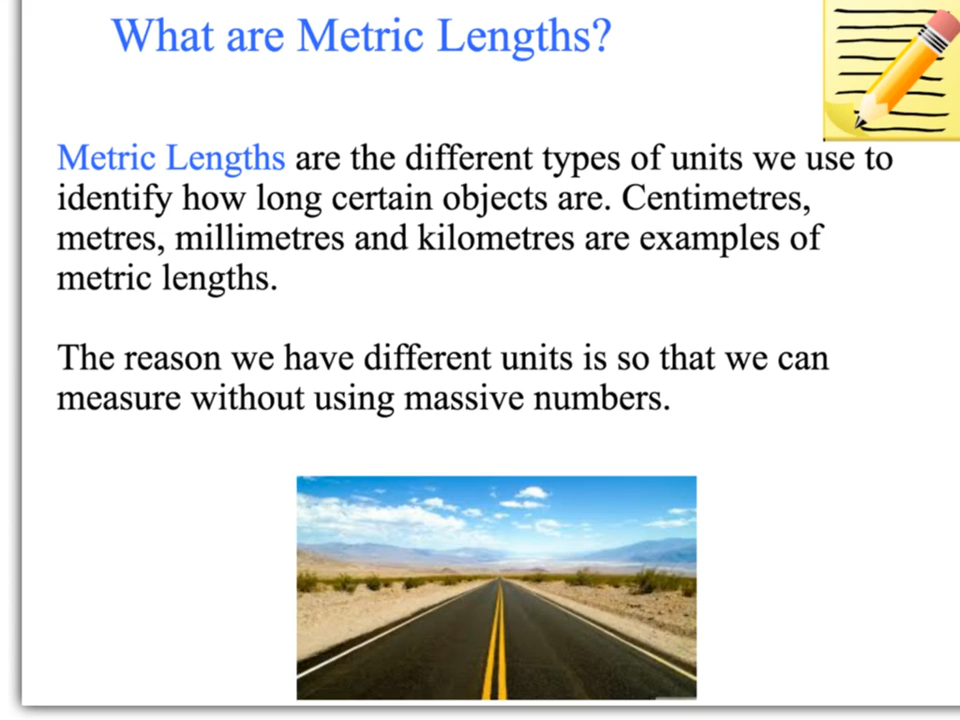 What are Metric Lengths?
Metric Lengths are the different types of units we use to
identify how long certain objects are. Centimetres,
metres, millimetres and kilometres are examples of
metric lengths.
The reason we have different units is so that we can
measure without using massive numbers.